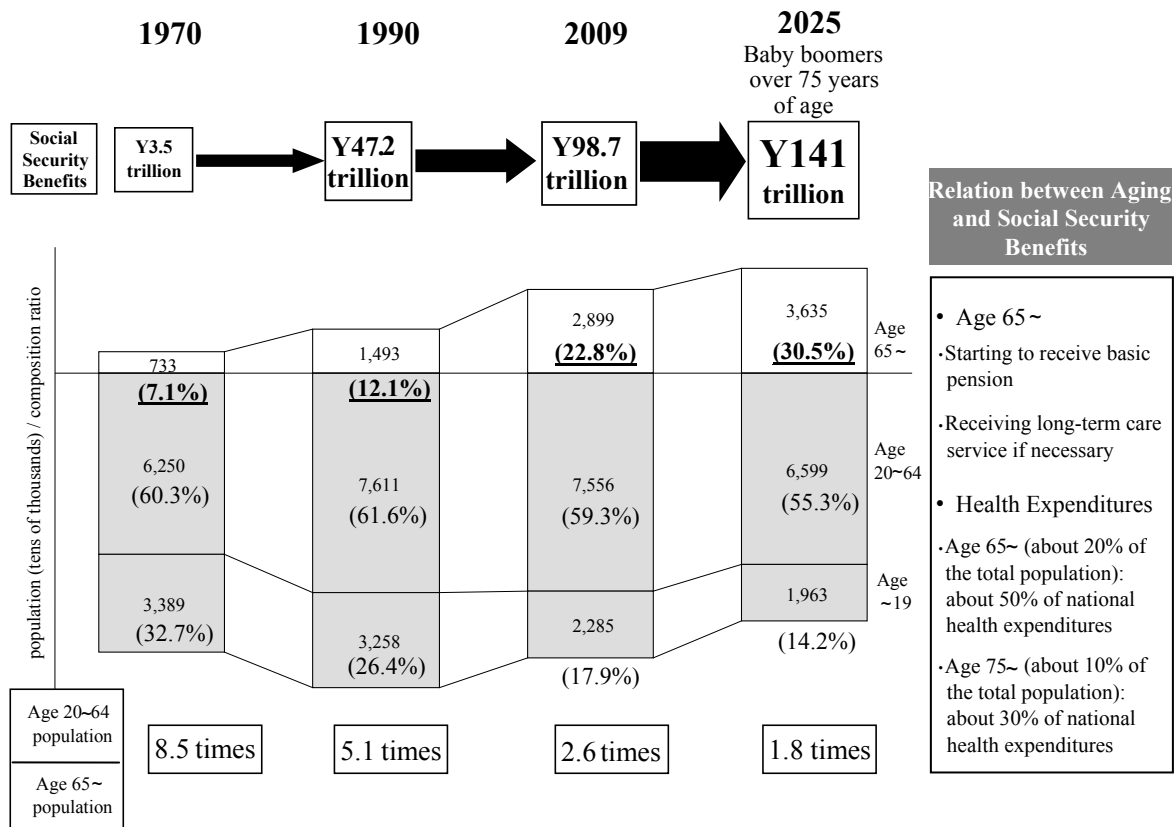 1970
1990
2009
2025
Baby boomers
over 75 years
of age
Social
Security
Benefits
Y3.5
trillion
Y47.2
trillion
Y98.7
trillion
Y141
trillion
Relation between Aging
and Social Security
Benefits
population (tens of thousands) / composition ratio
733
(7.1%)
6,250
(60.3%)
3,389
(32.7%)
1,493
(12.1%)
7,611
(61.6%)
3,258
(26.4%)
2,899
(22.8%)
7,556
(59.3%)
2,285
(17.9%)
3,635
(30.5%)
6,599
(55.3%)
1,963
(14.2%)
Age
65~
Age
20~64
Age
~19
• Age 65~
·Starting to receive basic
pension
·Receiving long-term care
service if necessary
• Health Expenditures
·Age 65~ (about 20% of
the total population):
about 50% of national
health expenditures
·Age 75~ (about 10% of
the total population):
about 30% of national
health expenditures
Age 20~64
population
Age 65~
population
8.5 times
5.1 times
2.6 times
1.8 times